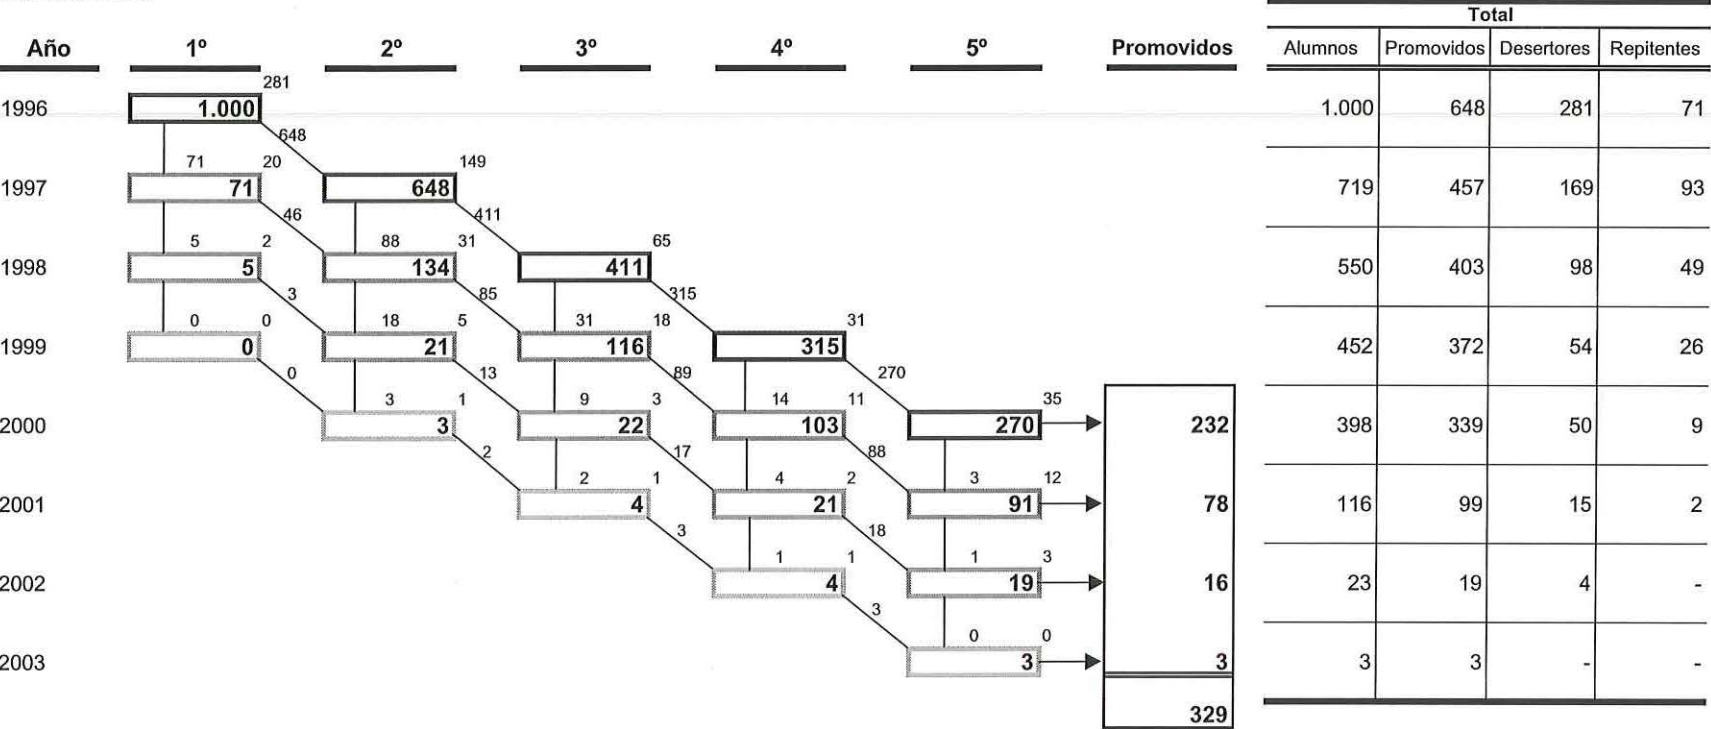 Total
Año 1º 2º 3º 4º 5º Promovidos Alumnos Promovidos Desertores Repitentes
281
1996 1.000 1.000 648 281 71
648
71 20 149
1997 71 648 719 457 169 93
46 411
5 2 88 31 65
1998 5 134 411 550 403 98 49
3 85 315
0 0 18 5 31 18 31
1999 0 21 116 315 452 372 54 26
0 13 89 270
3 1 9 3 14 11 35
2000 3 22 103 270 232 398 339 50 9
2 17 88
2 1 4 2 3 12
2001 4 21 91 78 116 99 15 2
3 18
1 1 1 3
2002 4 19 16 23 19 4 -
3
0 0
2003 3 3 3 3 - -
329